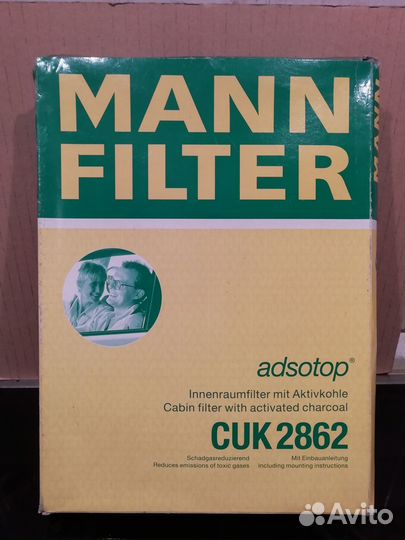 MANN
FILTER
adsotop®
Innenraumfilter mit Aktivkohle
Cabin filter with activated charcoal
CUK 2862
Schadgasreduzierend
Reduces emissions of toxic gases
Mit Einbauanleitung
Including mounting instructions
MANN
Avito